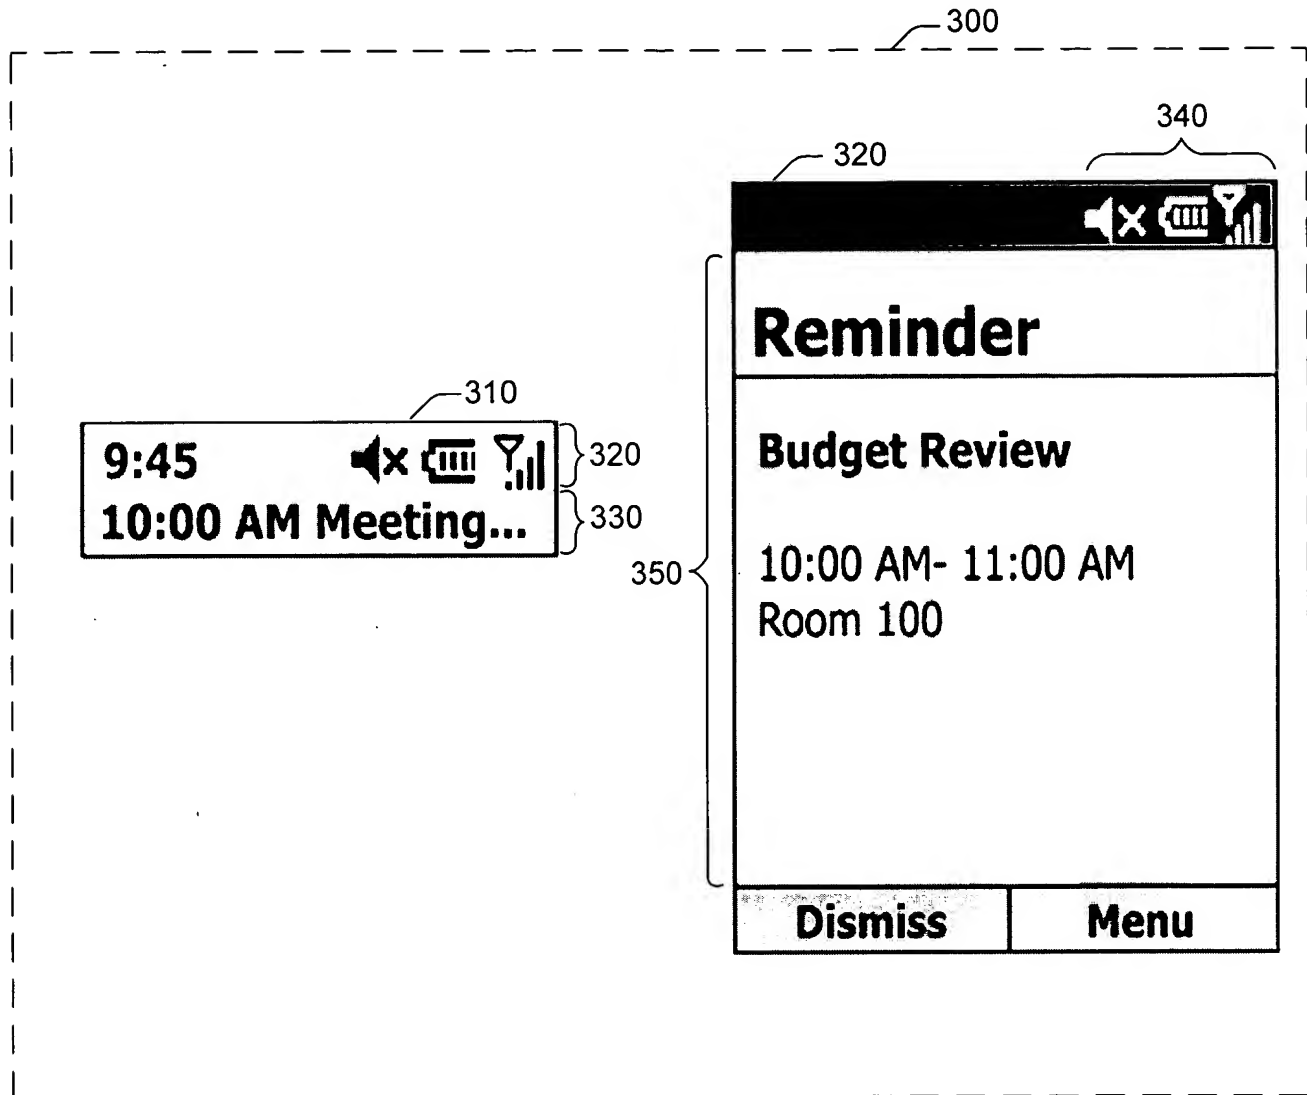 300
340
320
Reminder
310
9:45
320
10:00 AM Meeting...
330
Budget Review
350
10:00 AM- 11:00 AM
Room 100
Dismiss
Menu